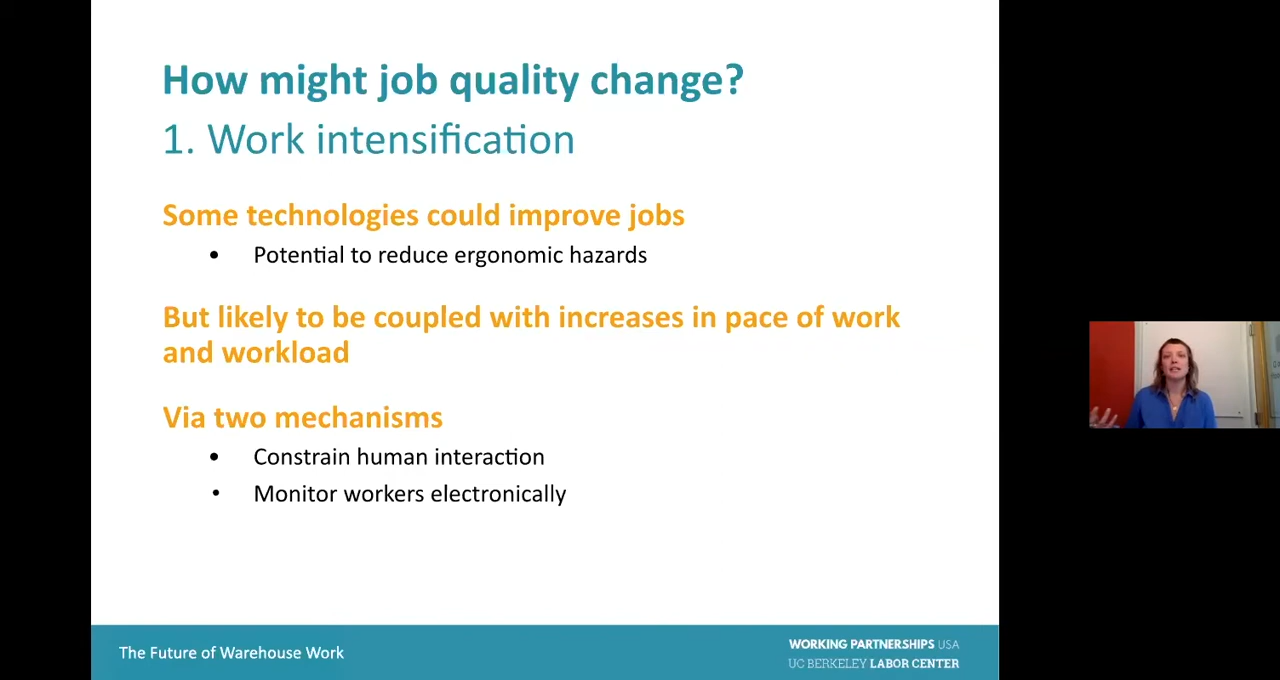 How might job quality change?
1. Work intensification
Some technologies could improve jobs
• Potential to reduce ergonomic hazards
But likely to be coupled with increases in pace of work
and workload
Via two mechanisms
• Constrain human interaction
• Monitor workers electronically
The Future of Warehouse Work
WORKING PARTNERSHIPS USA
UC BERKELEY LABOR CENTER